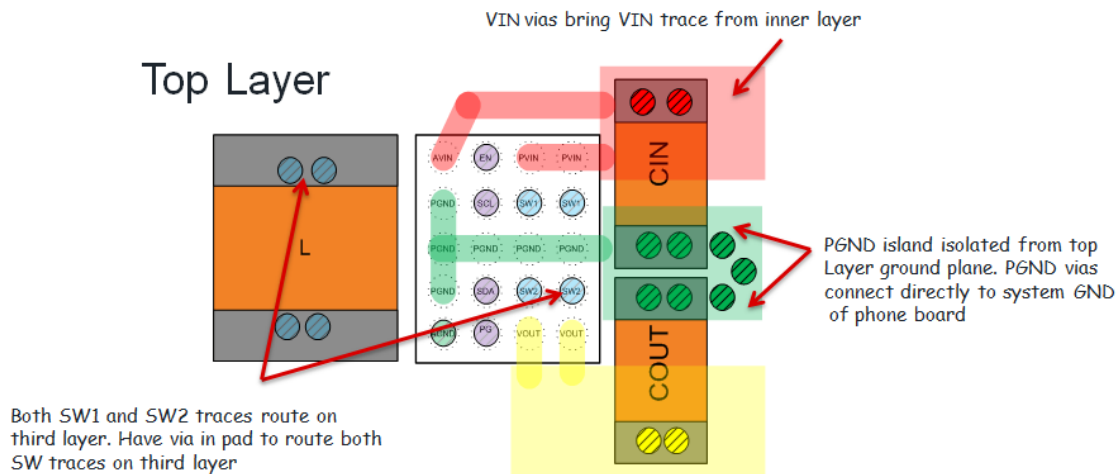 VIN vias bring VIN trace from inner layer
Top Layer
AVIN EN PVIN PVIN
PGND SCL SW1 SW1
PGND PGND PGND PGND
PGND SDA SW2 SW2
AGND PG VOUT VOUT
L
CIN
COUT
PGND island isolated from top
Layer ground plane. PGND vias
connect directly to system GND
of phone board
Both SW1 and SW2 traces route on
third layer. Have via in pad to route both
SW traces on third layer